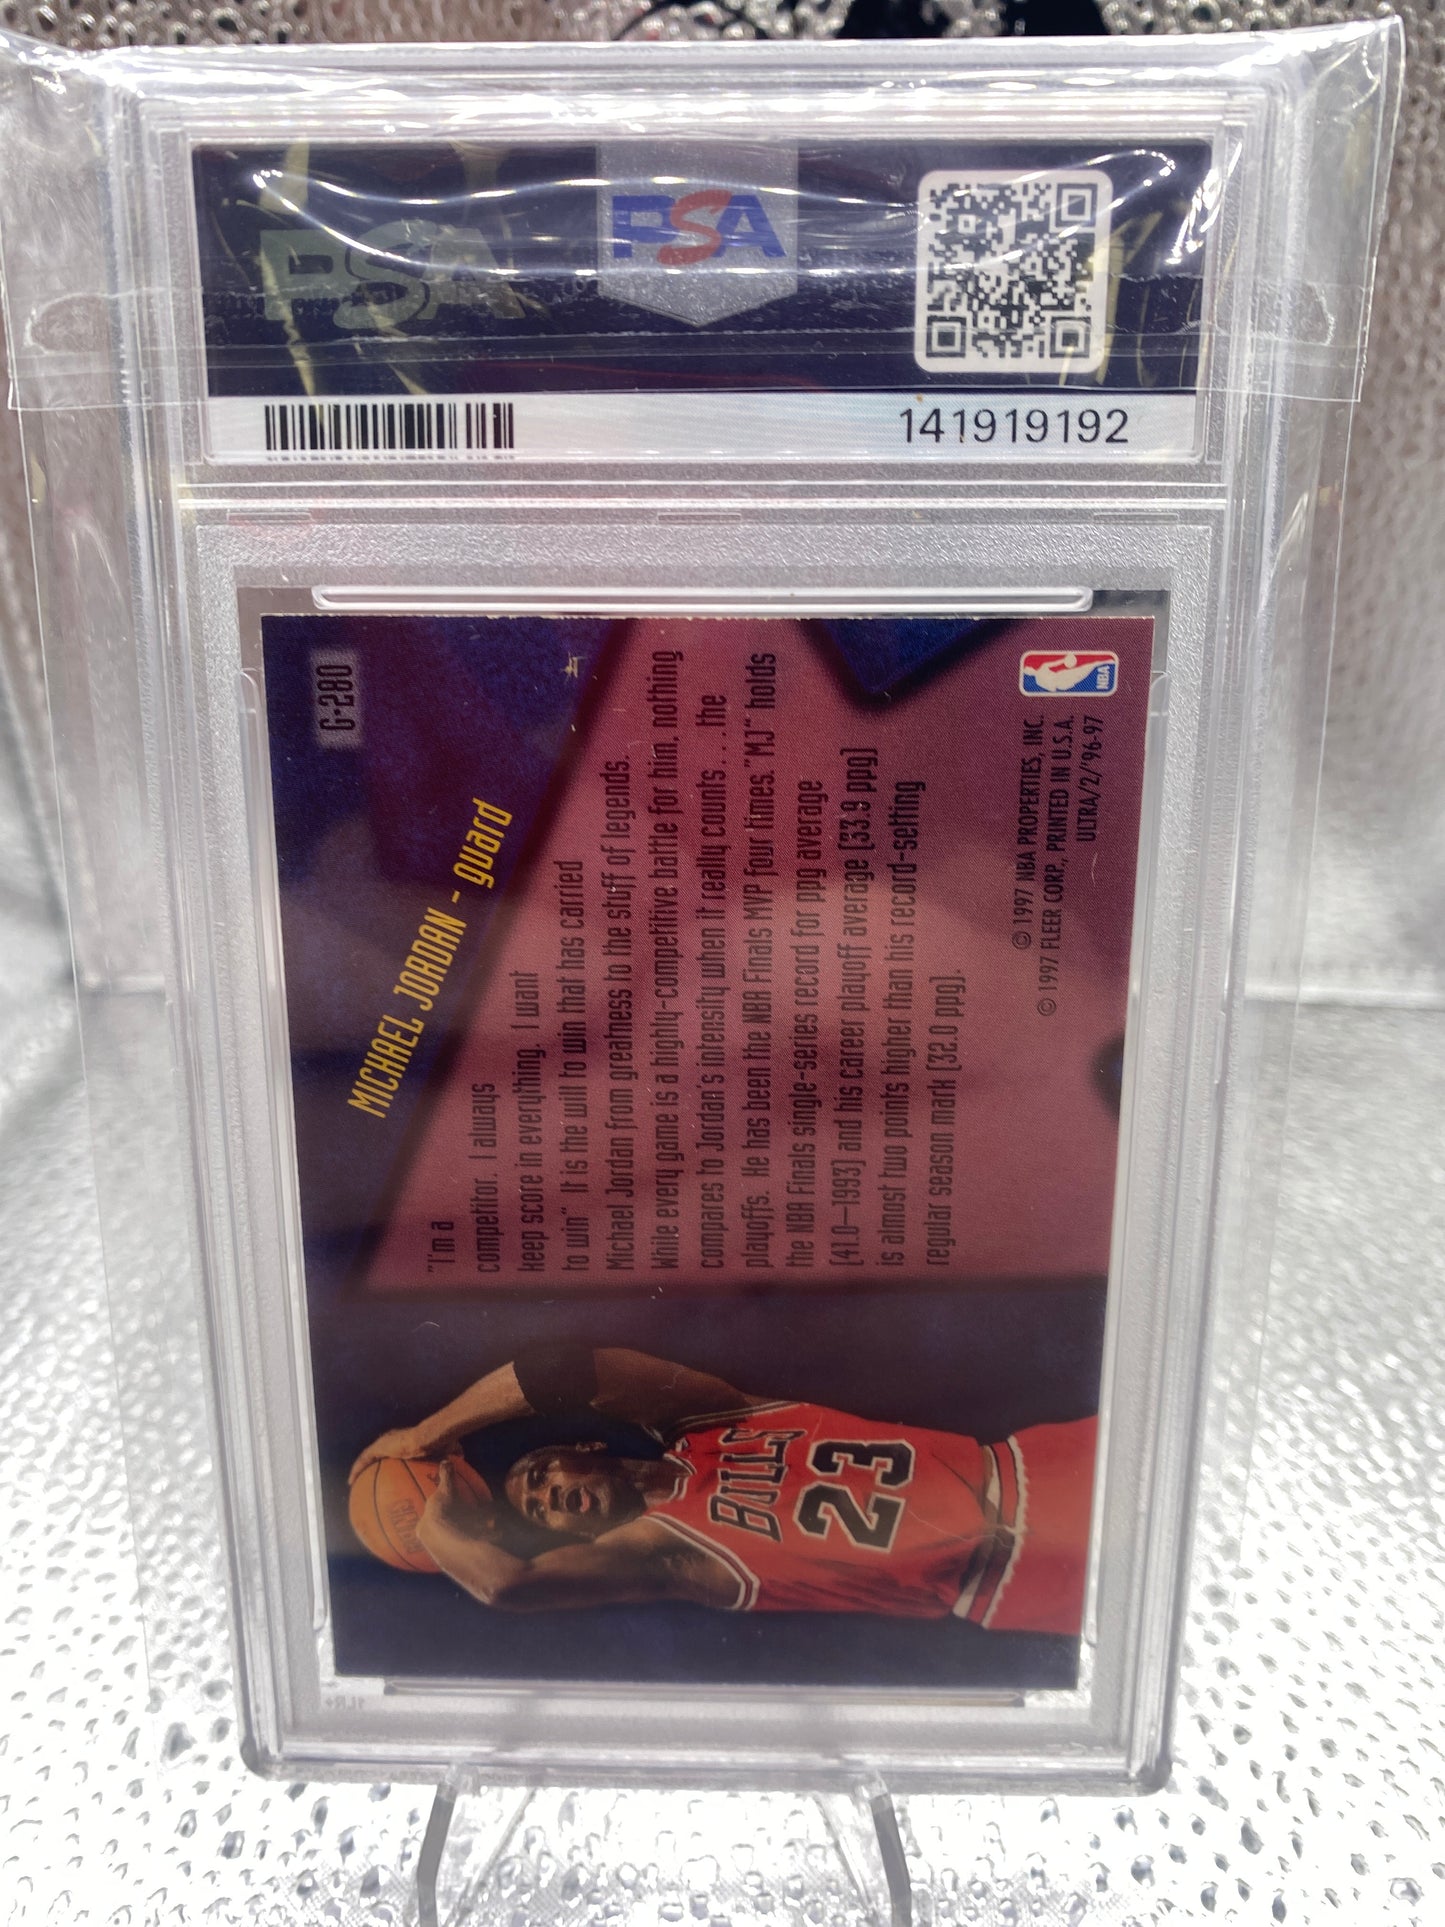 PSA
PSA
141919192
G·280
MICHAEL JORDAN - guard
"I'm a
competitor. I always
keep score in everything. I want
to win" It is the will to win that has carried
Michael Jordan from greatness to the stuff of legends.
While every game is a highly-competitive battle for him, nothing
compares to Jordan's intensity when it really counts . . . the
playoffs. He has been the NBA Finals MVP four times. "MJ" holds
the NBA Finals single-series record for ppg average
(41.0—1993) and his career playoff average (33.9 ppg)
is almost two points higher than his record-setting
regular season mark (32.0 ppg).
NBA
© 1997 NBA PROPERTIES, INC.
© 1997 FLEER CORP., PRINTED IN U.S.A.
ULTRA/2/'96-97
BULLS
23
1LR+